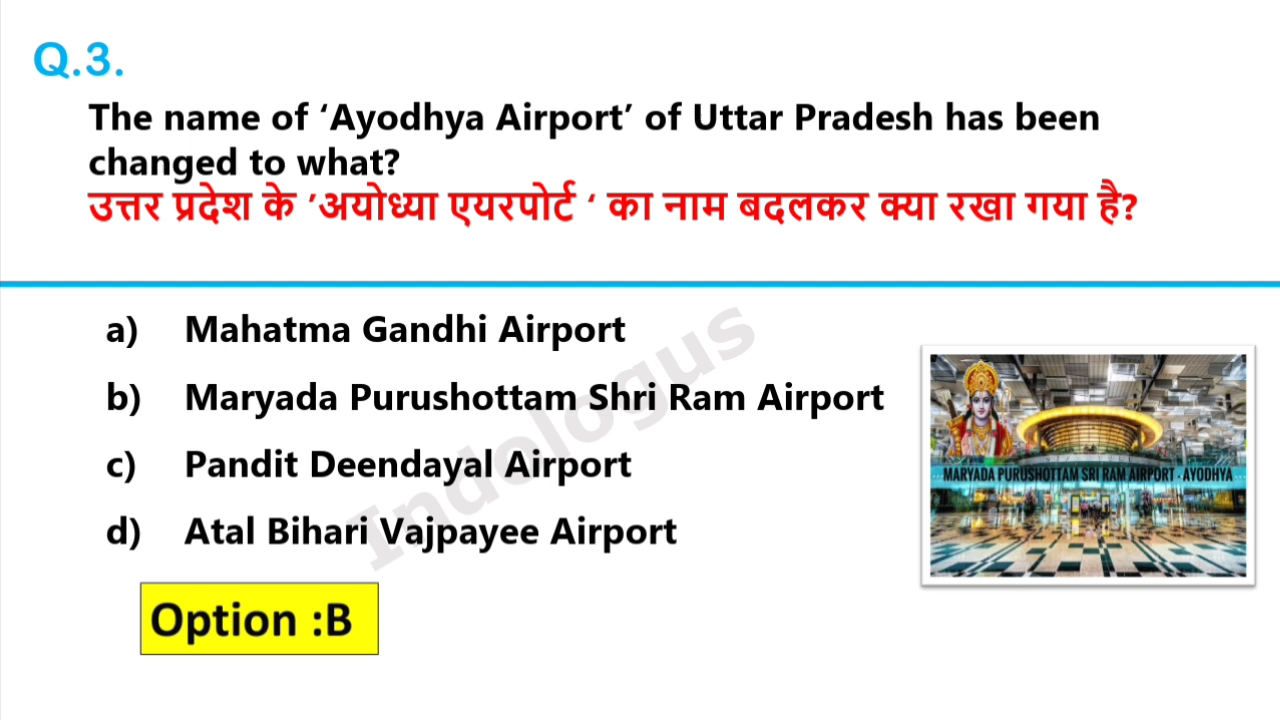 Q.3.
The name of ‘Ayodhya Airport’ of Uttar Pradesh has been
changed to what?
उत्तर प्रदेश के ’अयोध्या एयरपोर्ट ‘ का नाम बदलकर क्या रखा गया है?
a) Mahatma Gandhi Airport
b) Maryada Purushottam Shri Ram Airport
c) Pandit Deendayal Airport
d) Atal Bihari Vajpayee Airport
Indologus
MARYADA PURUSHOTTAM SRI RAM AIRPORT - AYODHYA
Option :B